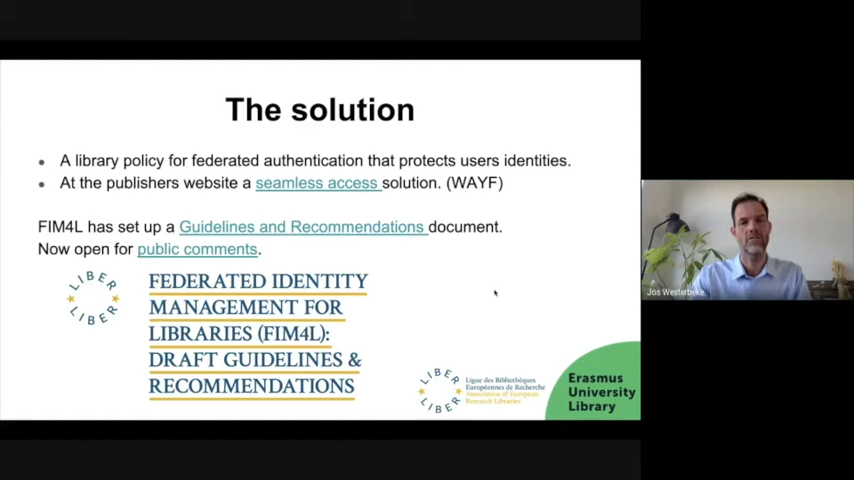 The solution
A library policy for federated authentication that protects users identities.
At the publishers website a seamless access solution. (WAYF)
FIM4L has set up a Guidelines and Recommendations document.
Now open for public comments.
LIBER
LIBER
FEDERATED IDENTITY
MANAGEMENT FOR
LIBRARIES (FIM4L):
DRAFT GUIDELINES &
RECOMMENDATIONS
LIBER
LIBER
Ligue des Bibliothèques
Européennes de Recherche
Association of European
Research Libraries
Erasmus
University
Library
Jos Westerbeke